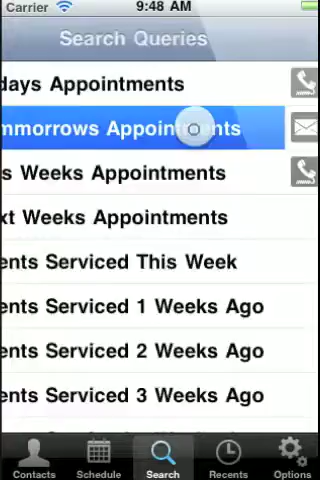 Carrier 9:48 AM
Search Queries
days Appointments
mmorrows Appointments
s Weeks Appointments
xt Weeks Appointments
ents Serviced This Week
ents Serviced 1 Weeks Ago
ents Serviced 2 Weeks Ago
ents Serviced 3 Weeks Ago
Contacts Schedule Search Recents Options